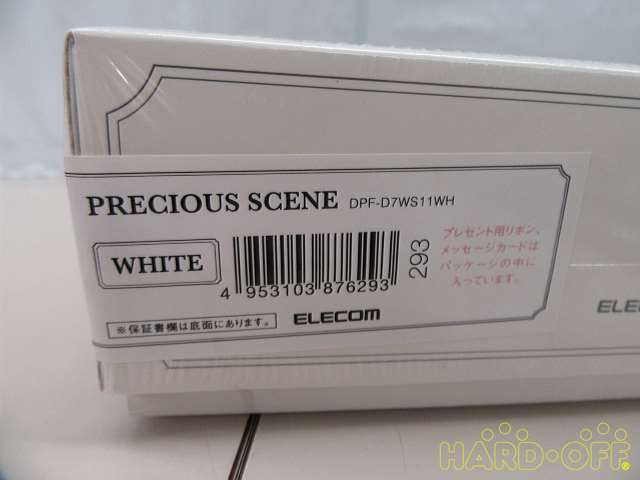 PRECIOUS SCENE DPF-D7WS11WH
WHITE
4 953103 876293
293
プレゼント用リボン、
メッセージカードは
パッケージの中に
入っています。
※保証書欄は底面にあります。
ELECOM
ELECOM
HARD・OFF